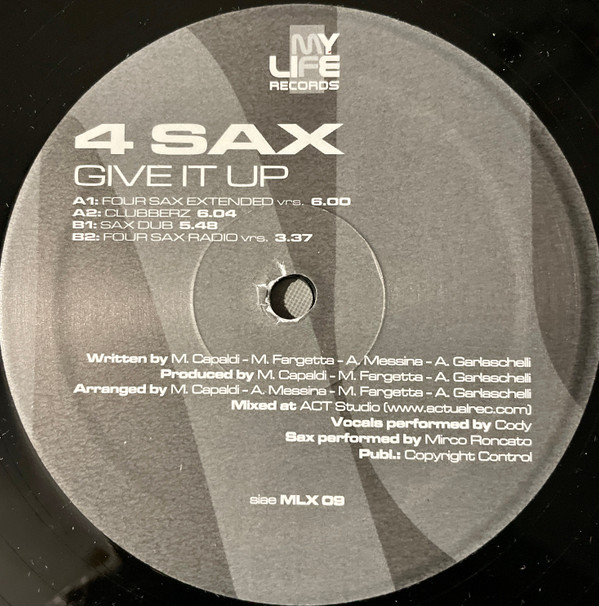 MY
LIFE
RECORDS
4 SAX
GIVE IT UP
A1: FOUR SAX EXTENDED vrs. 6.00
A2: CLUBBERZ 6.04
B1: SAX DUB 5.48
B2: FOUR SAX RADIO vrs. 3.37
Written by M. Capaldi - M. Fargetta - A. Messina - A. Garlaschelli
Produced by M. Capaldi - M. Fargetta - A. Messina - A. Garlaschelli
Arranged by M. Capaldi - A. Messina - M. Fargetta - A. Garlaschelli
Mixed at ACT Studio (www.actualrec.com)
Vocals performed by Cody
Sax performed by Mirco Roncato
Publ.: Copyright Control
siae MLX 09